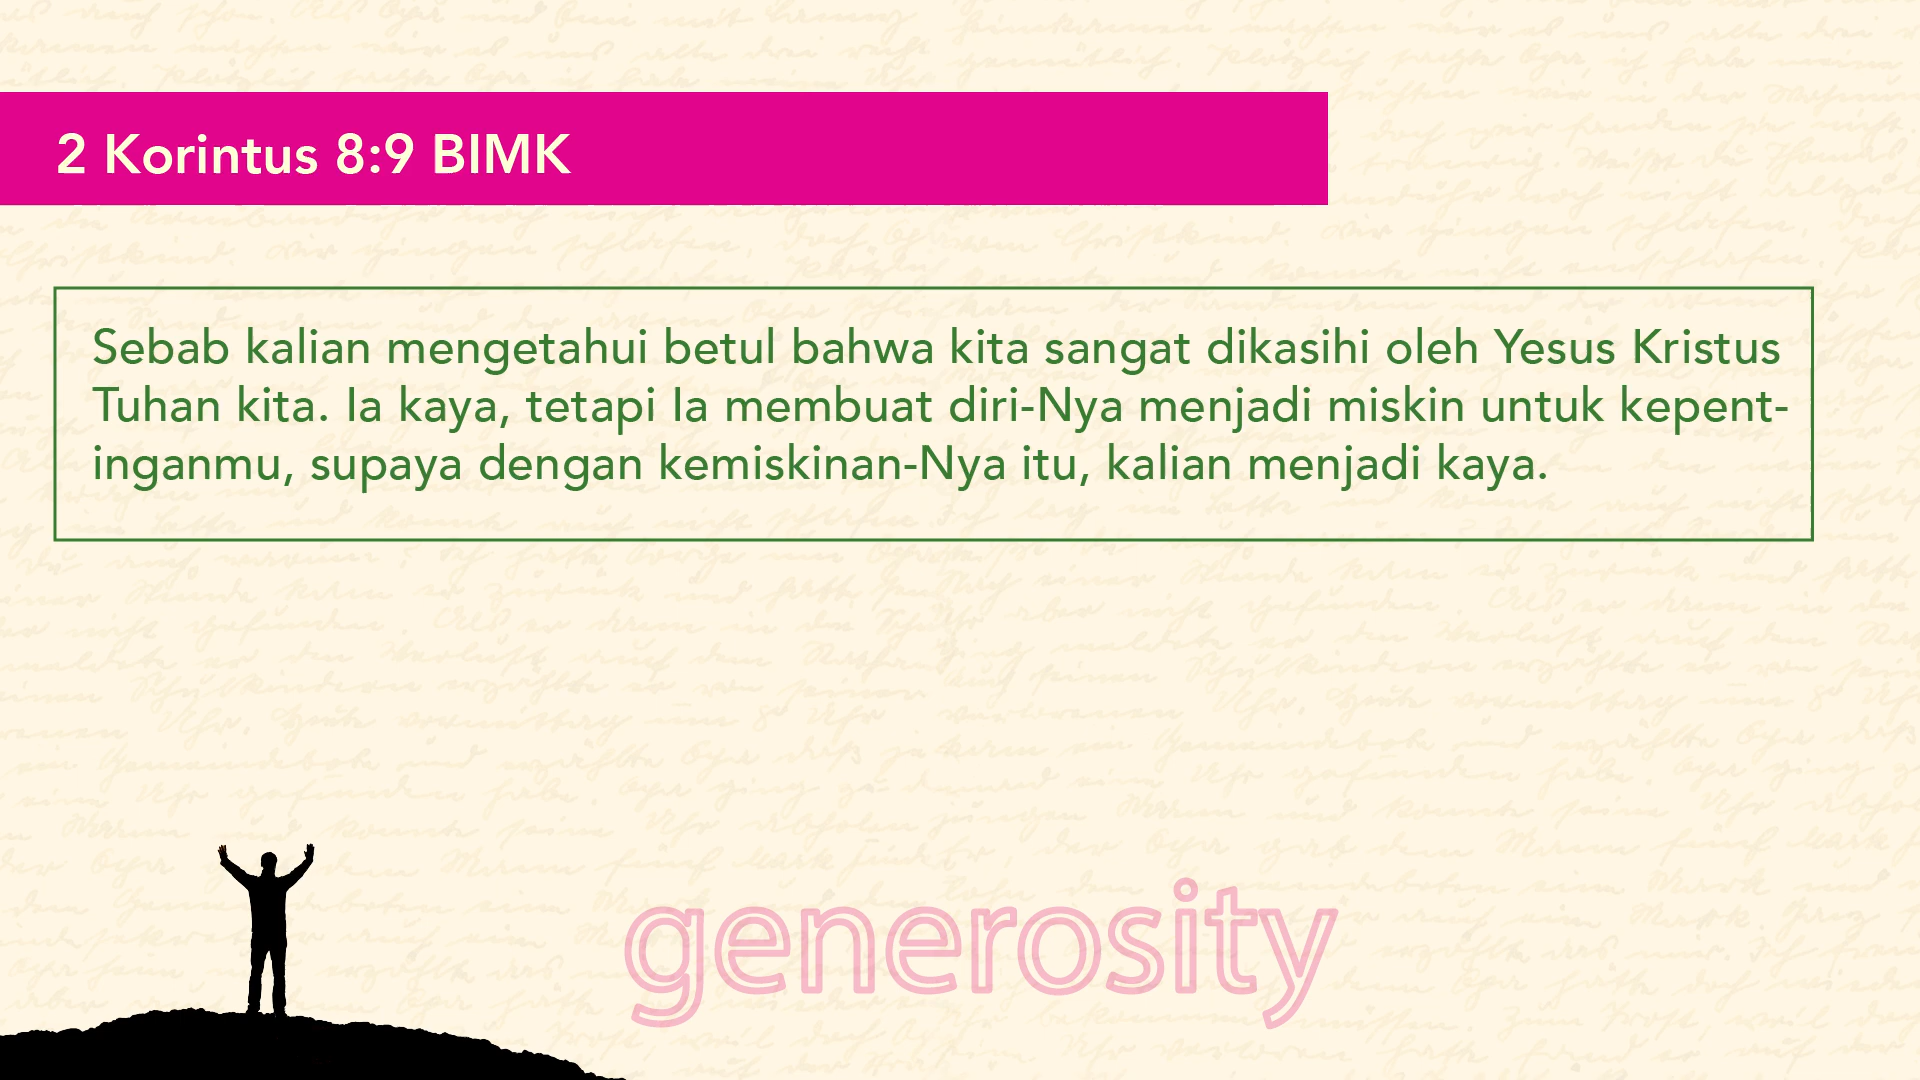 2 Korintus 8:9 BIMK
Sebab kalian mengetahui betul bahwa kita sangat dikasihi oleh Yesus Kristus
Tuhan kita. Ia kaya, tetapi Ia membuat diri-Nya menjadi miskin untuk kepent-
inganmu, supaya dengan kemiskinan-Nya itu, kalian menjadi kaya.
generosity